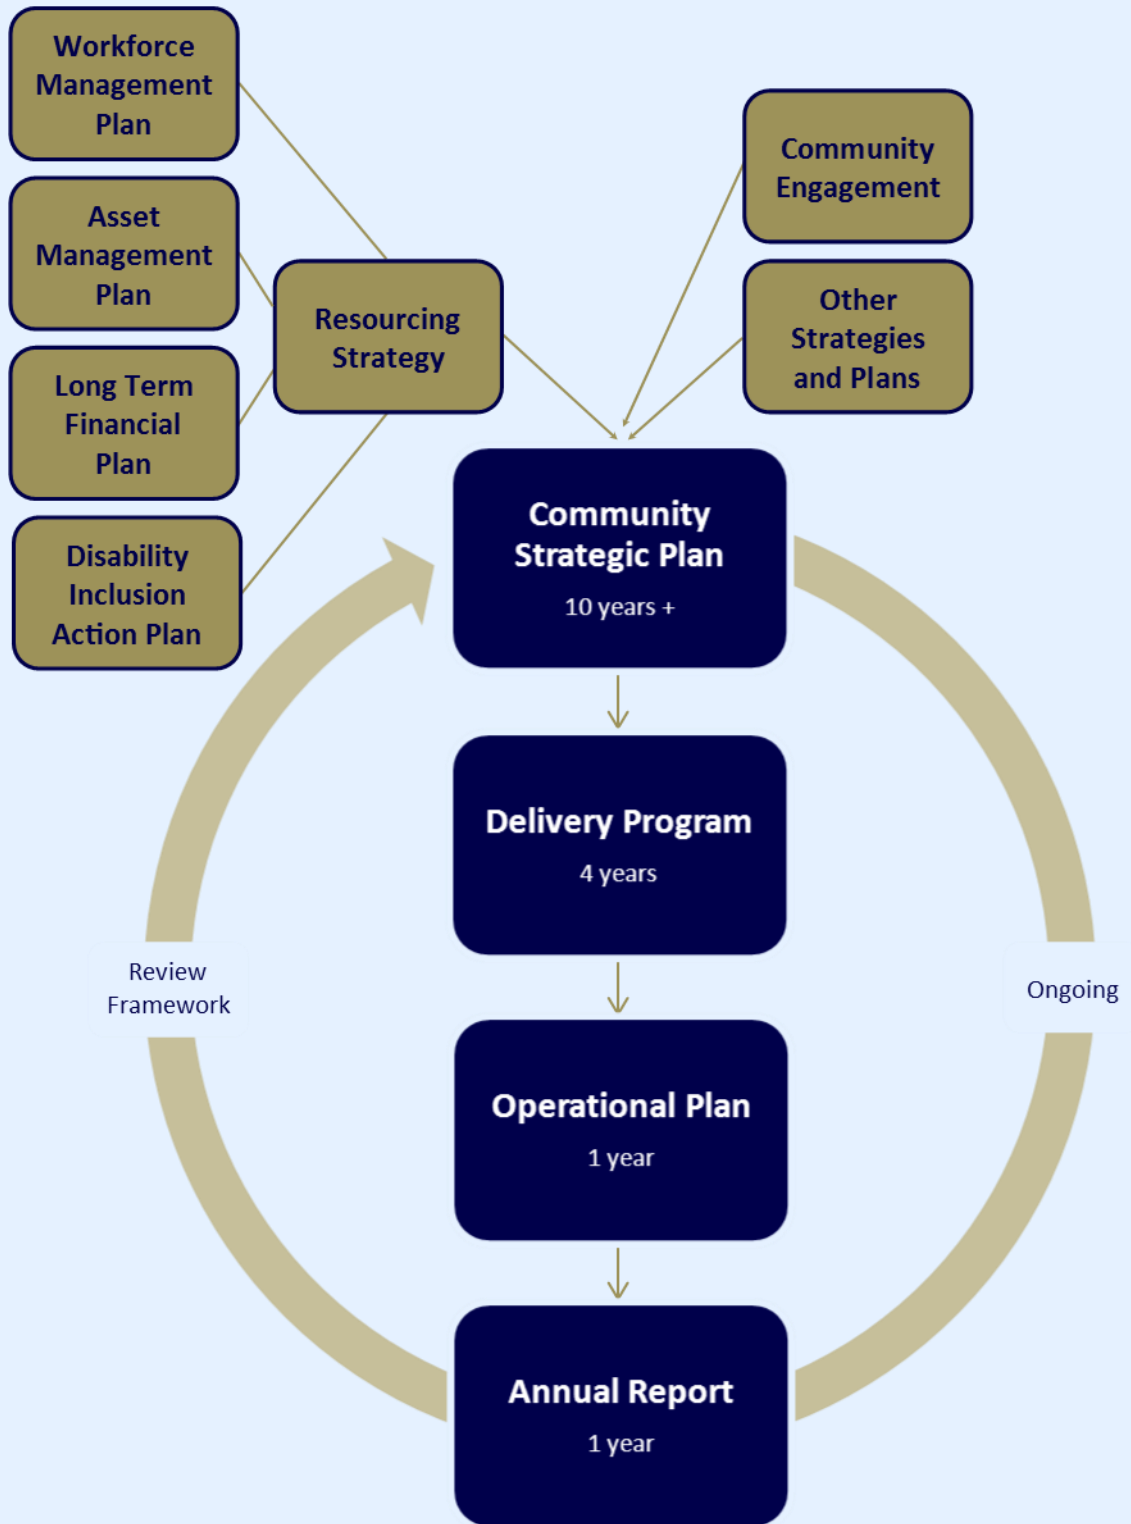 Workforce
Management
Plan
Asset
Management
Plan
Long Term
Financial
Plan
Disability
Inclusion
Action Plan
Resourcing
Strategy
Community
Engagement
Other
Strategies
and Plans
Community
Strategic Plan
10 years +
Delivery Program
4 years
Review
Framework
Ongoing
Operational Plan
1 year
Annual Report
1 year